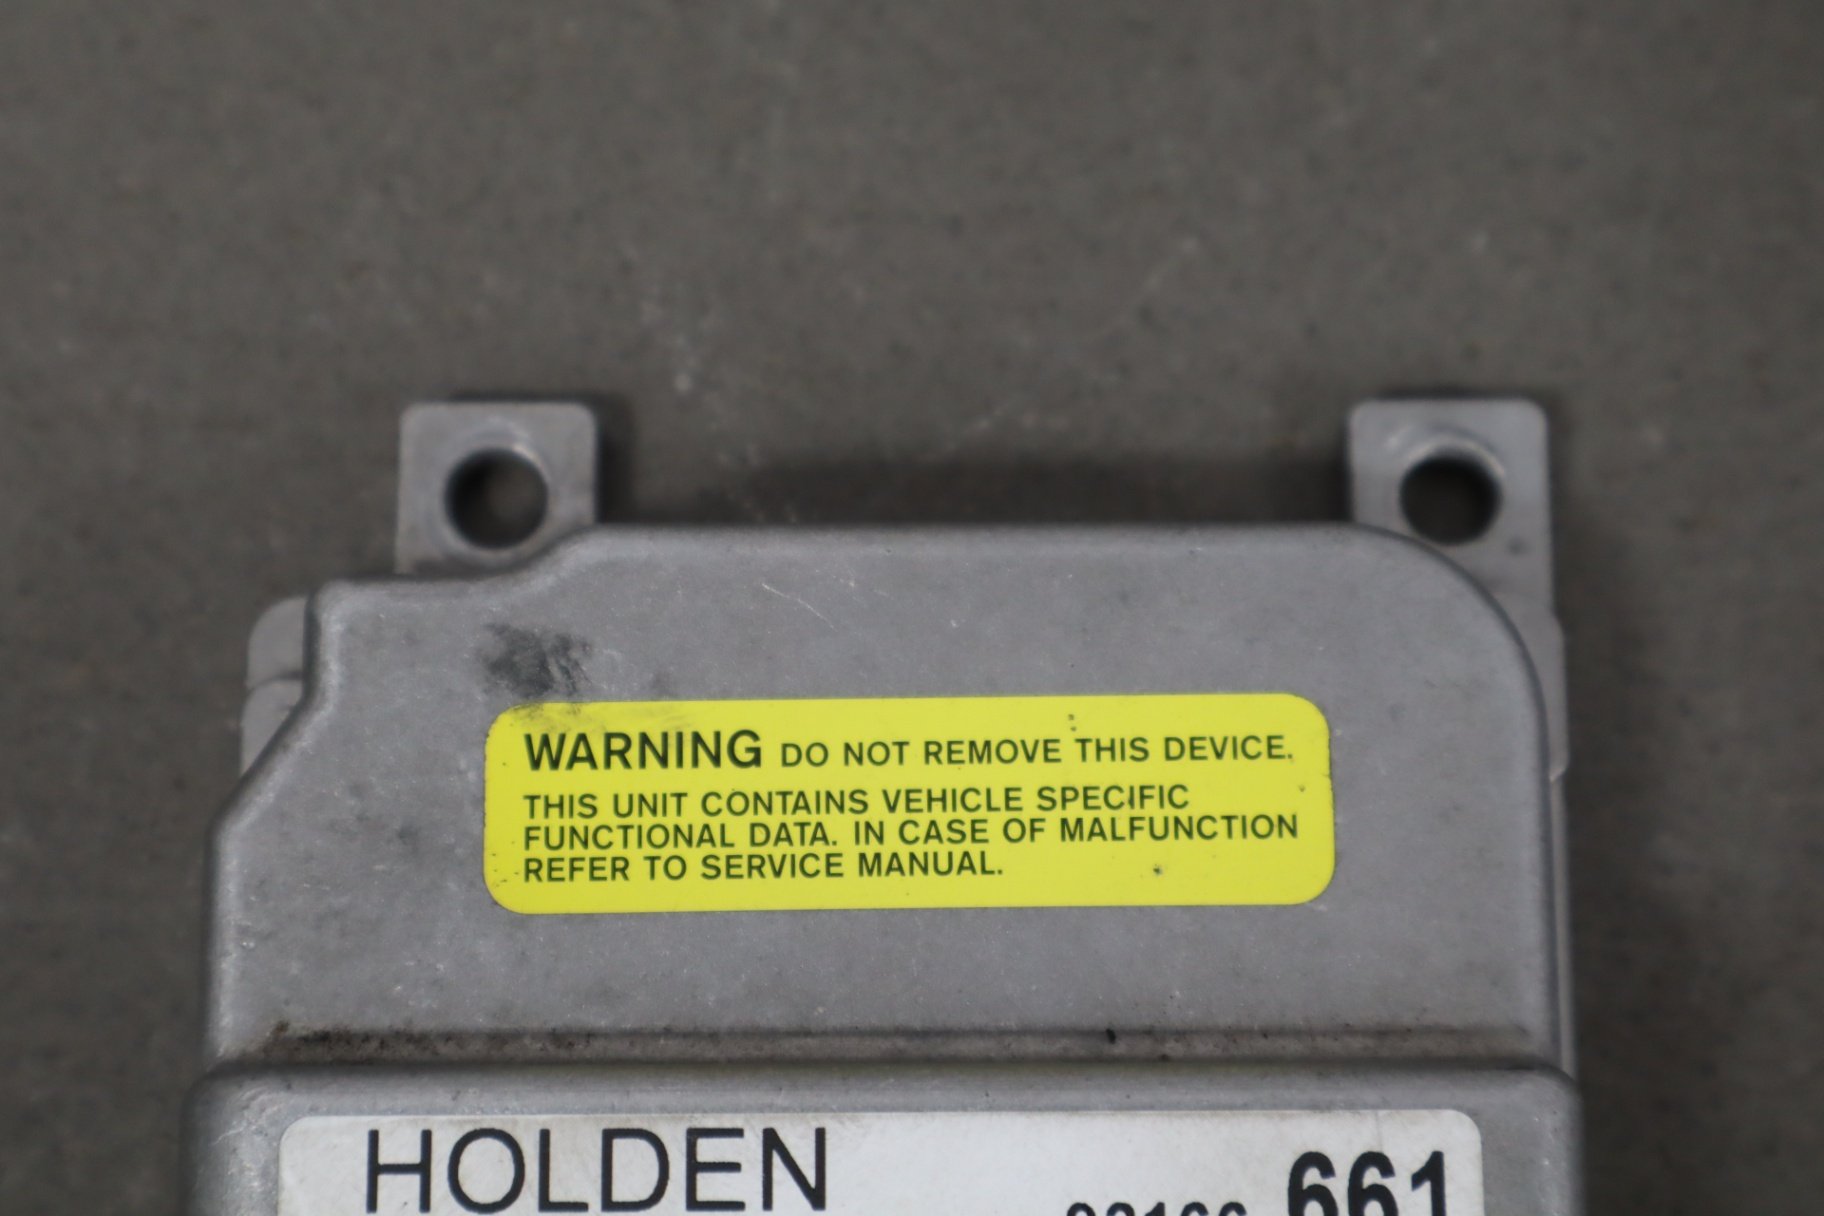 WARNING DO NOT REMOVE THIS DEVICE.
THIS UNIT CONTAINS VEHICLE SPECIFIC
FUNCTIONAL DATA. IN CASE OF MALFUNCTION
REFER TO SERVICE MANUAL.
HOLDEN
661